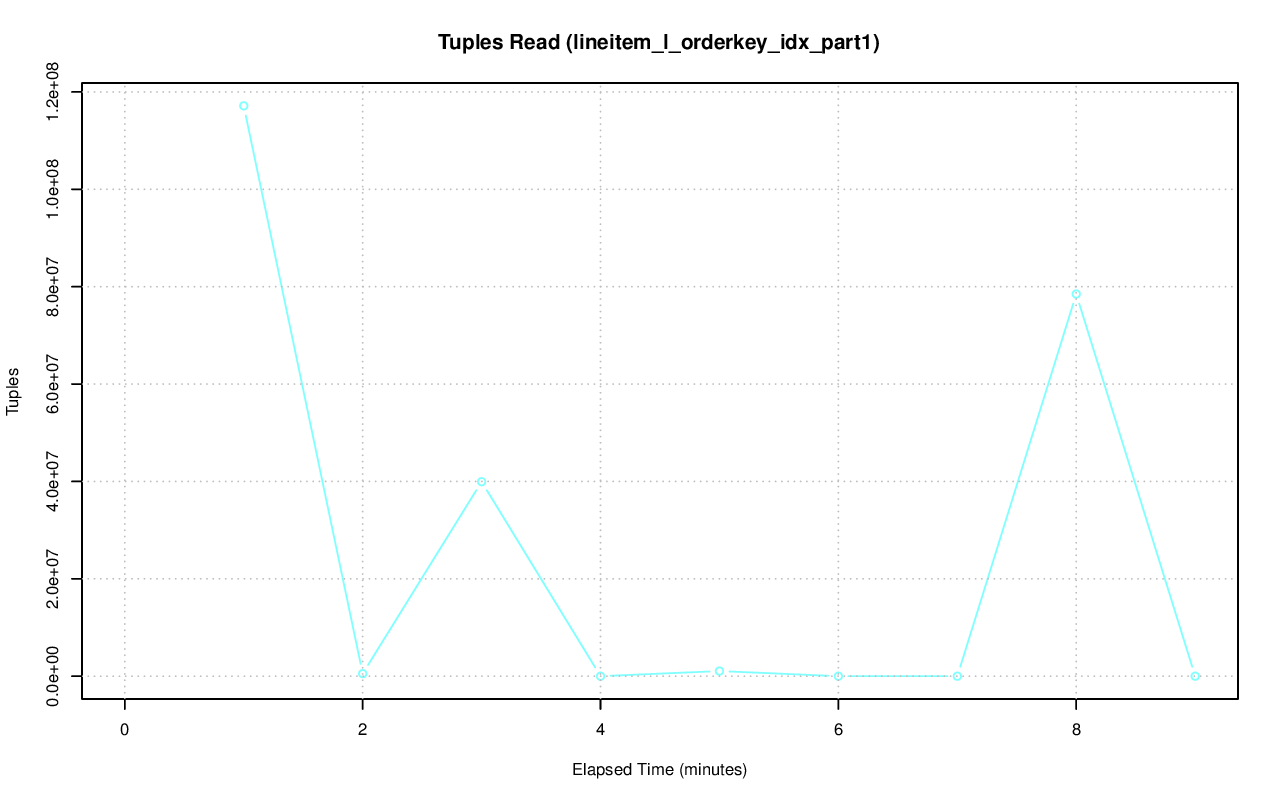 Tuples Read (lineitem_l_orderkey_idx_part1)
1.2e+08
1.0e+08
8.0e+07
6.0e+07
4.0e+07
2.0e+07
0.0e+00
Tuples
0 2 4 6 8
Elapsed Time (minutes)